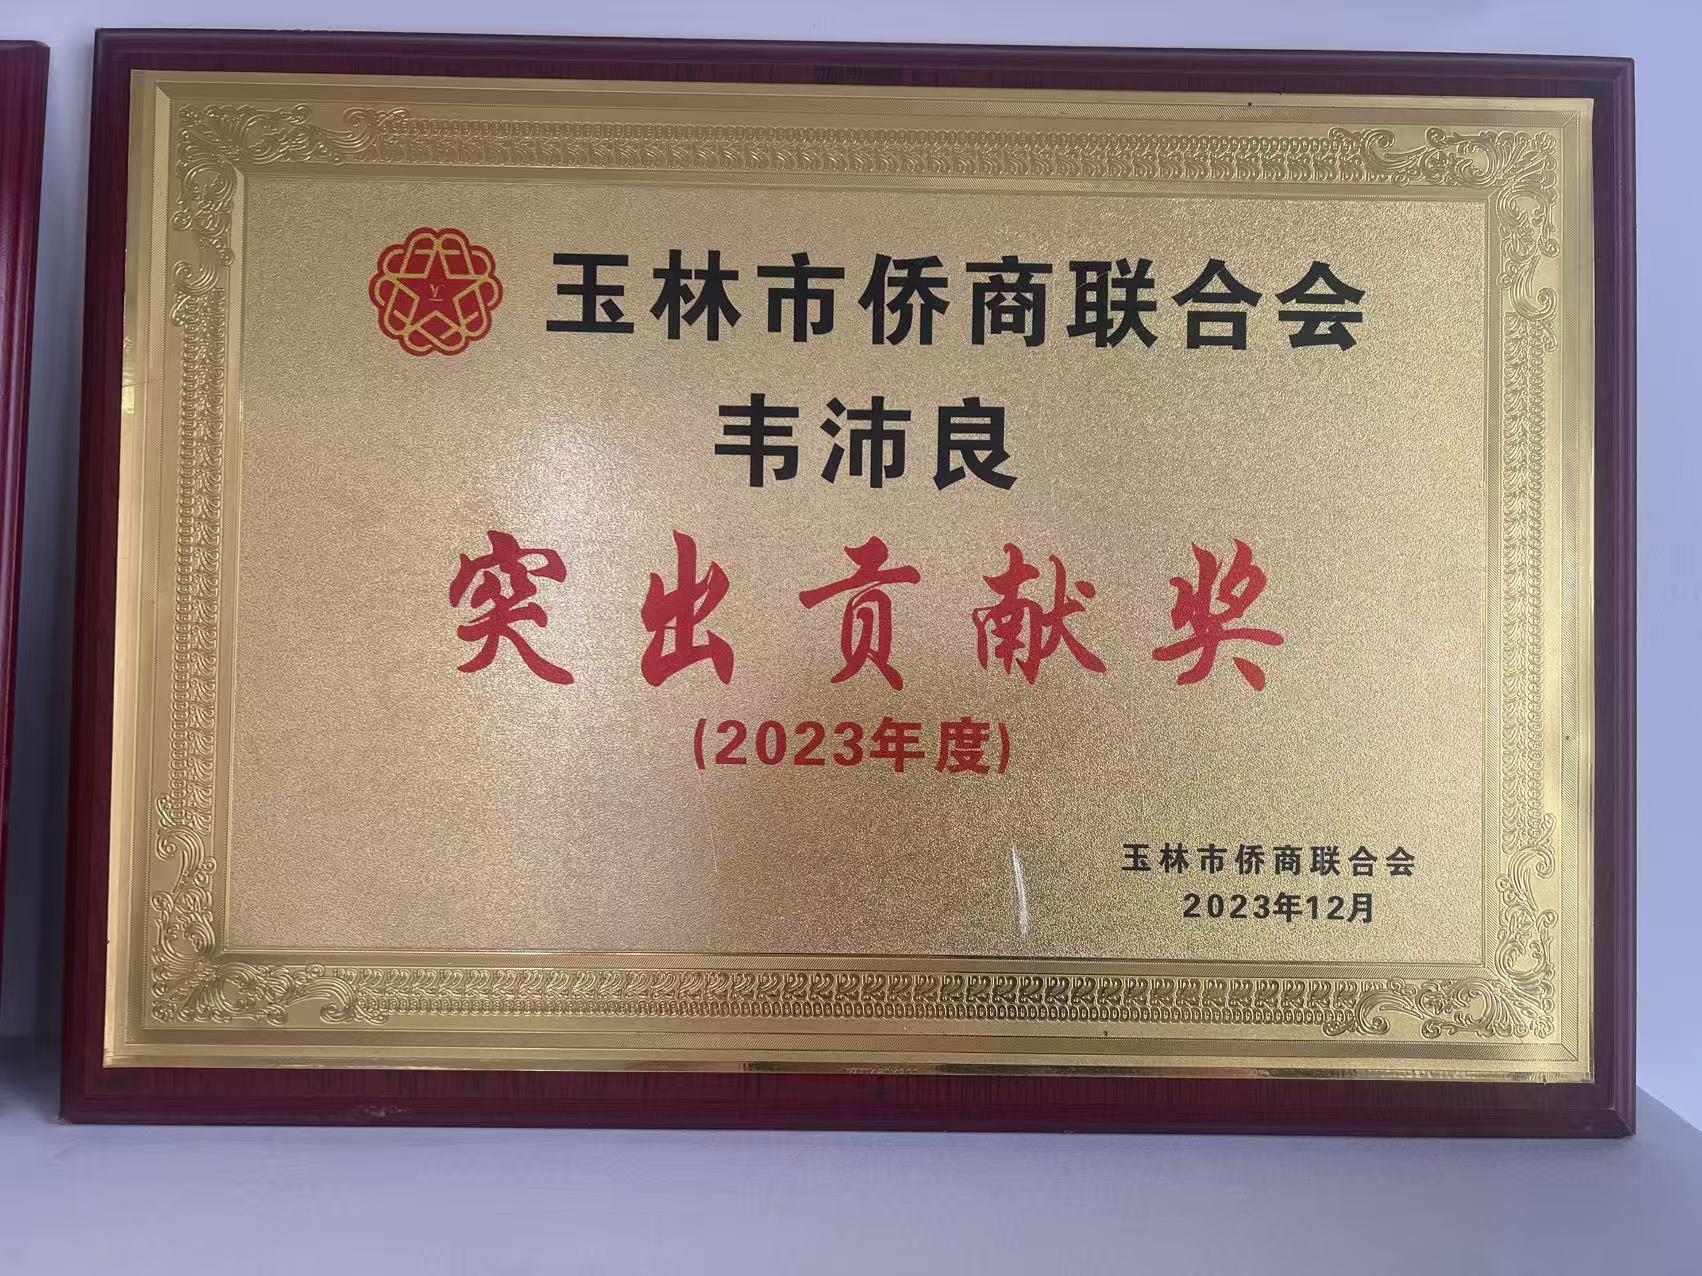 玉林市侨商联合会
韦沛良
突出贡献奖
(2023年度)
玉林市侨商联合会
2023年12月